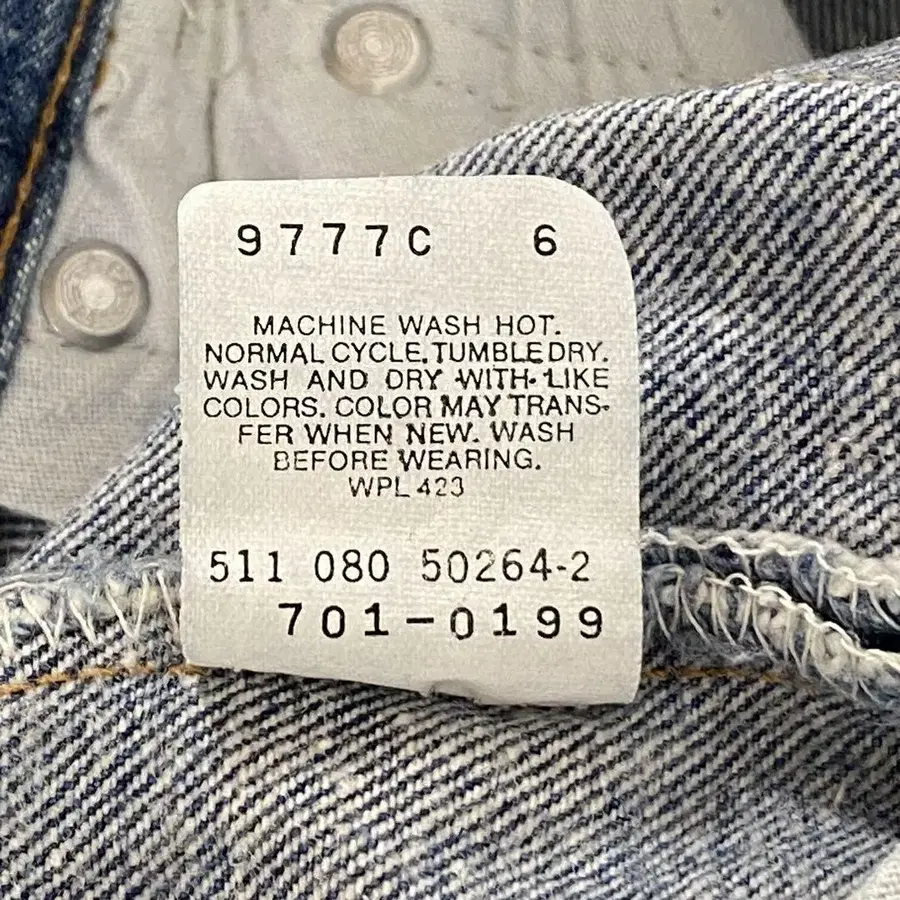 9777C 6
MACHINE WASH HOT.
NORMAL CYCLE. TUMBLE DRY.
WASH AND DRY WITH LIKE
COLORS. COLOR MAY TRANS-
FER WHEN NEW. WASH
BEFORE WEARING.
WPL 423
511 080 50264-2
701-0199